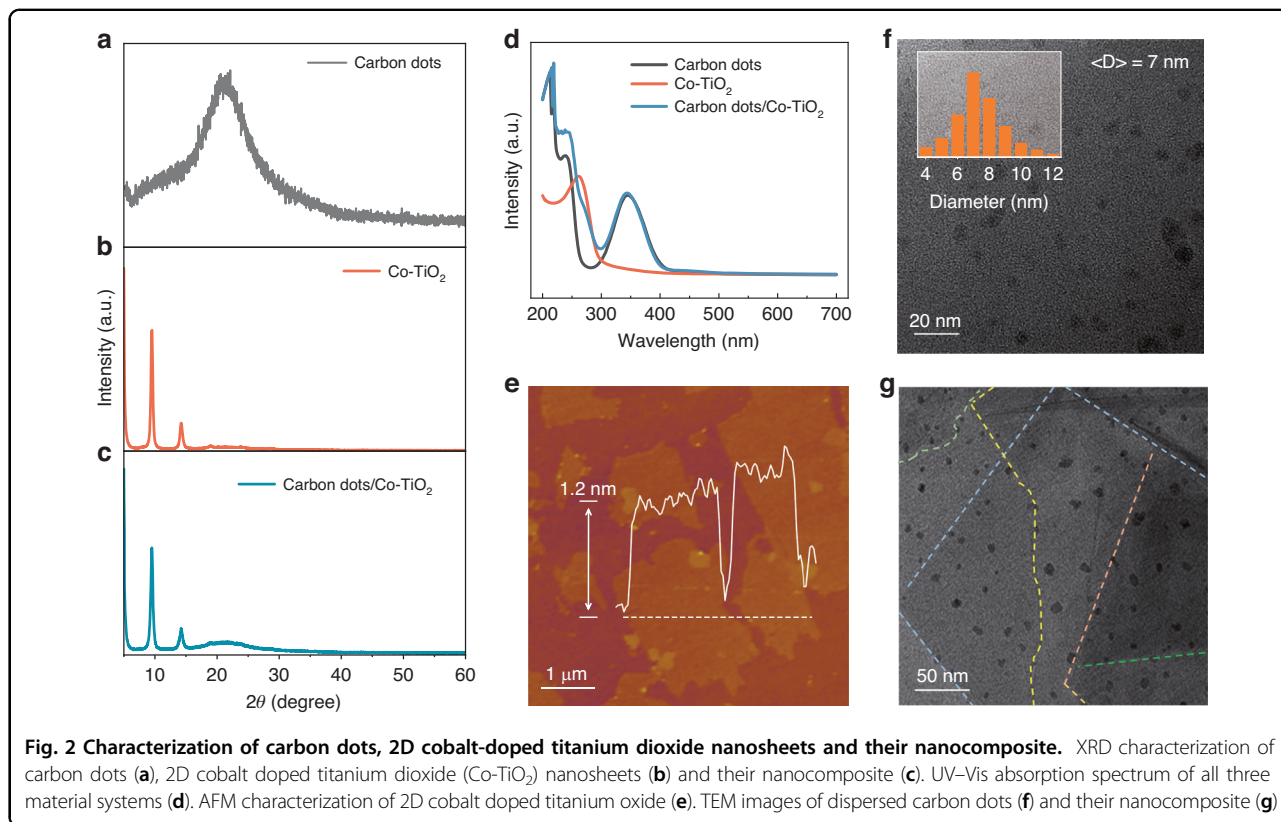 a
Carbon dots
b
Co-TiO₂
Intensity (a.u.)
c
Carbon dots/Co-TiO₂
10 20 30 40 50 60
2θ (degree)
d
Carbon dots
Co-TiO₂
Carbon dots/Co-TiO₂
Intensity (a.u.)
200 300 400 500 600 700
Wavelength (nm)
e
1.2 nm
1 μm
f
<D> = 7 nm
4 6 8 10 12
Diameter (nm)
20 nm
g
50 nm
Fig. 2 Characterization of carbon dots, 2D cobalt-doped titanium dioxide nanosheets and their nanocomposite. XRD characterization of
carbon dots (a), 2D cobalt doped titanium dioxide (Co-TiO₂) nanosheets (b) and their nanocomposite (c). UV–Vis absorption spectrum of all three
material systems (d). AFM characterization of 2D cobalt doped titanium oxide (e). TEM images of dispersed carbon dots (f) and their nanocomposite (g)